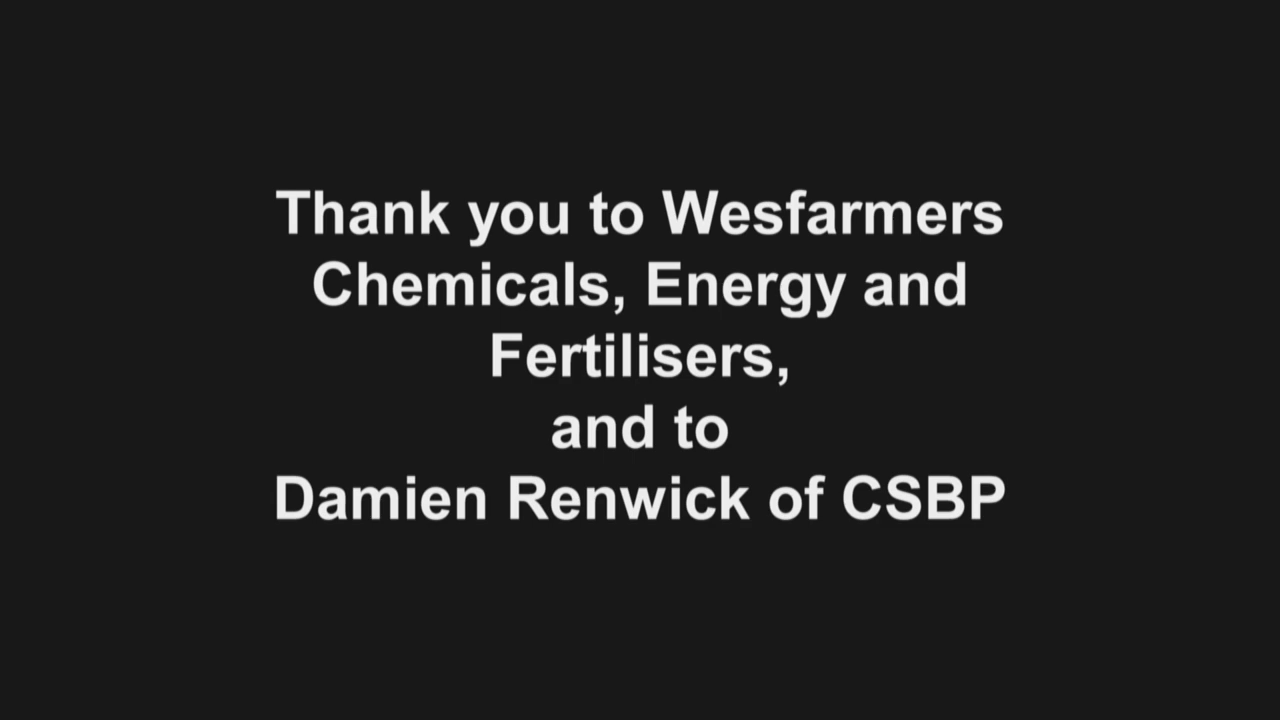 Thank you to Wesfarmers
Chemicals, Energy and
Fertilisers,
and to
Damien Renwick of CSBP